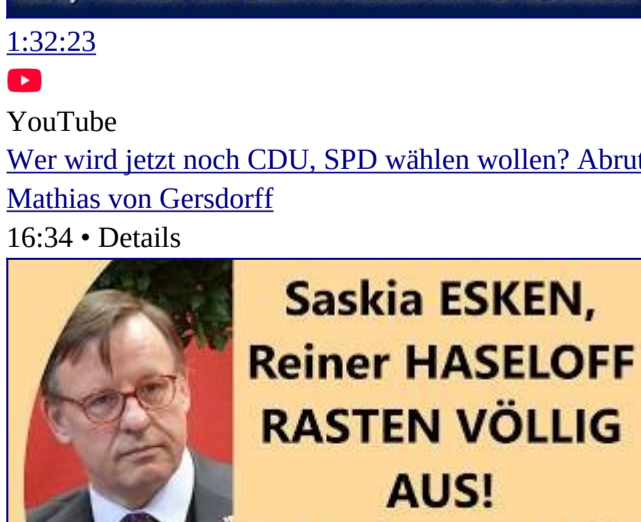 1:32:23
YouTube
Wer wird jetzt noch CDU, SPD wählen wollen?
Mathias von Gersdorff
16:34 • Details
Saskia ESKEN,
Reiner HASELOFF
RASTEN VÖLLIG
AUS!